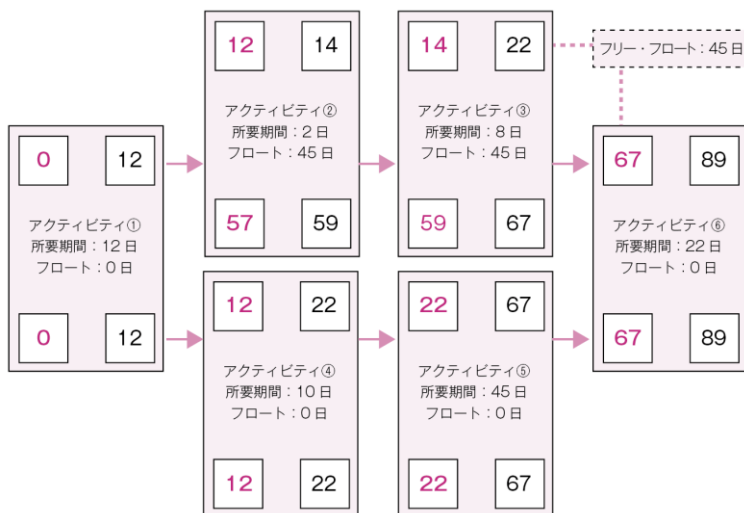 12 14
アクティビティ②
所要期間：2日
フロート：45日
57 59
14 22
アクティビティ③
所要期間：8日
フロート：45日
59 67
フリー・フロート：45日
0 12
アクティビティ①
所要期間：12日
フロート：0日
0 12
67 89
アクティビティ⑥
所要期間：22日
フロート：0日
67 89
12 22
アクティビティ④
所要期間：10日
フロート：0日
12 22
22 67
アクティビティ⑤
所要期間：45日
フロート：0日
22 67